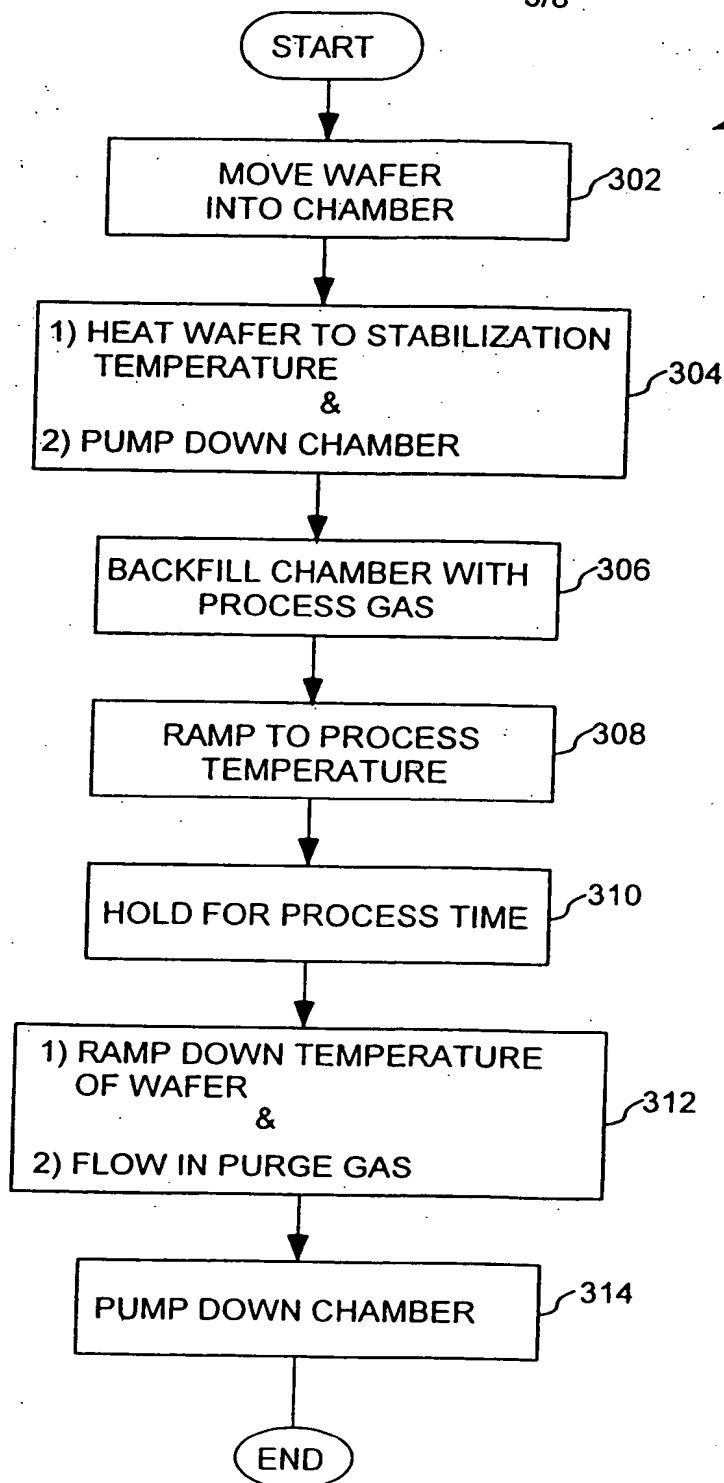 START
MOVE WAFER
INTO CHAMBER
302
1) HEAT WAFER TO STABILIZATION
TEMPERATURE
&
2) PUMP DOWN CHAMBER
304
BACKFILL CHAMBER WITH
PROCESS GAS
306
RAMP TO PROCESS
TEMPERATURE
308
HOLD FOR PROCESS TIME
310
1) RAMP DOWN TEMPERATURE
OF WAFER
&
2) FLOW IN PURGE GAS
312
PUMP DOWN CHAMBER
314
END